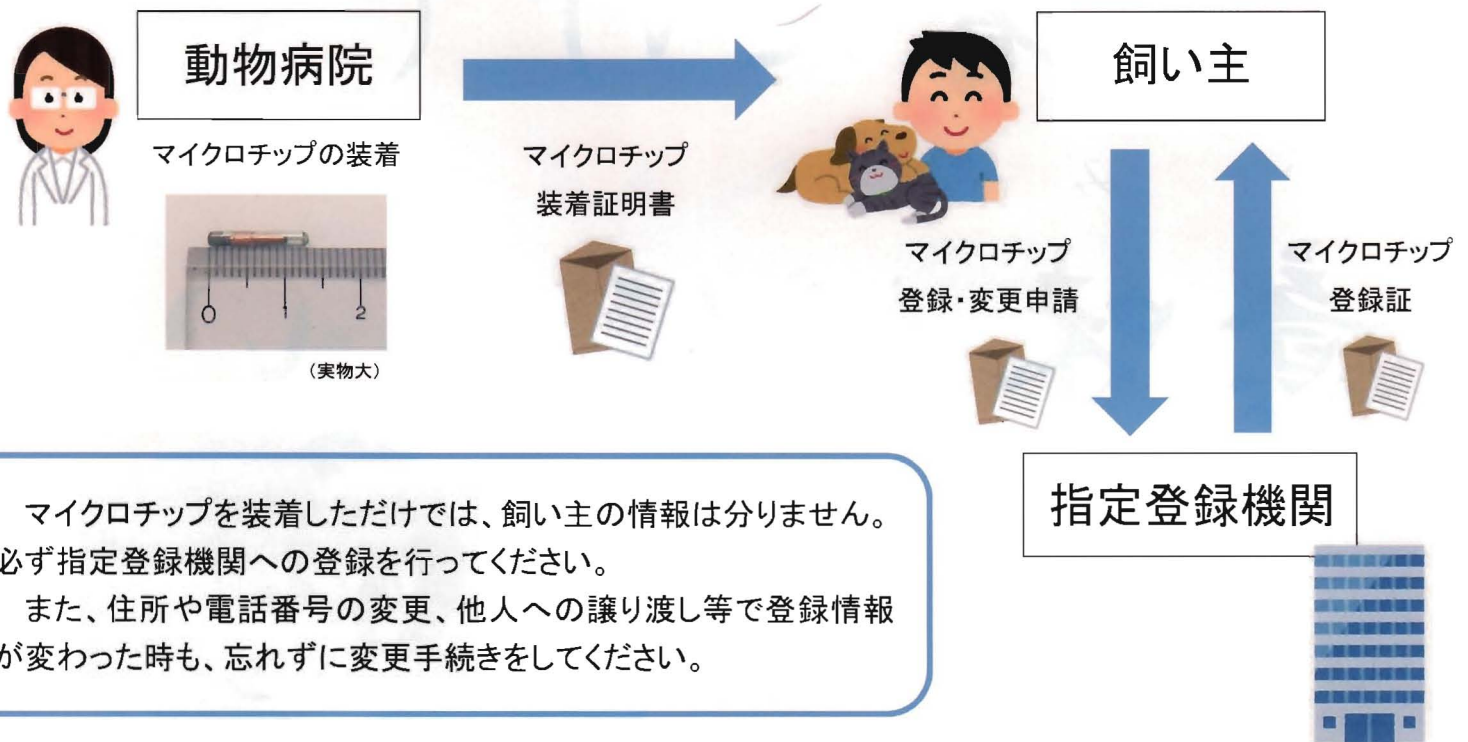 動物病院
マイクロチップの装着
0 1 2
(実物大)
マイクロチップ
装着証明書
飼い主
マイクロチップ
登録・変更申請
マイクロチップ
登録証
指定登録機関
マイクロチップを装着しただけでは、飼い主の情報は分りません。
必ず指定登録機関への登録を行ってください。
また、住所や電話番号の変更、他人への譲り渡し等で登録情報
が変わった時も、忘れずに変更手続きをしてください。